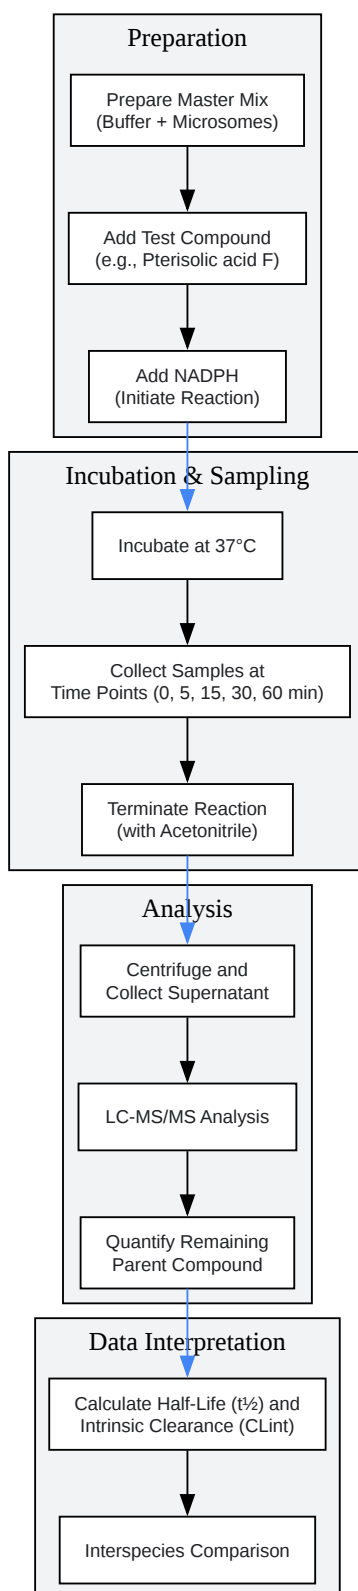 Preparation
Prepare Master Mix
(Buffer + Microsomes)
Add Test Compound
(e.g., Pterisolic acid F)
Add NADPH
(Initiate Reaction)
Incubation & Sampling
Incubate at 37°C
Collect Samples at
Time Points (0, 5, 15, 30, 60 min)
Terminate Reaction
(with Acetonitrile)
Analysis
Centrifuge and
Collect Supernatant
LC-MS/MS Analysis
Quantify Remaining
Parent Compound
Data Interpretation
Calculate Half-Life (t½) and
Intrinsic Clearance (CLint)
Interspecies Comparison